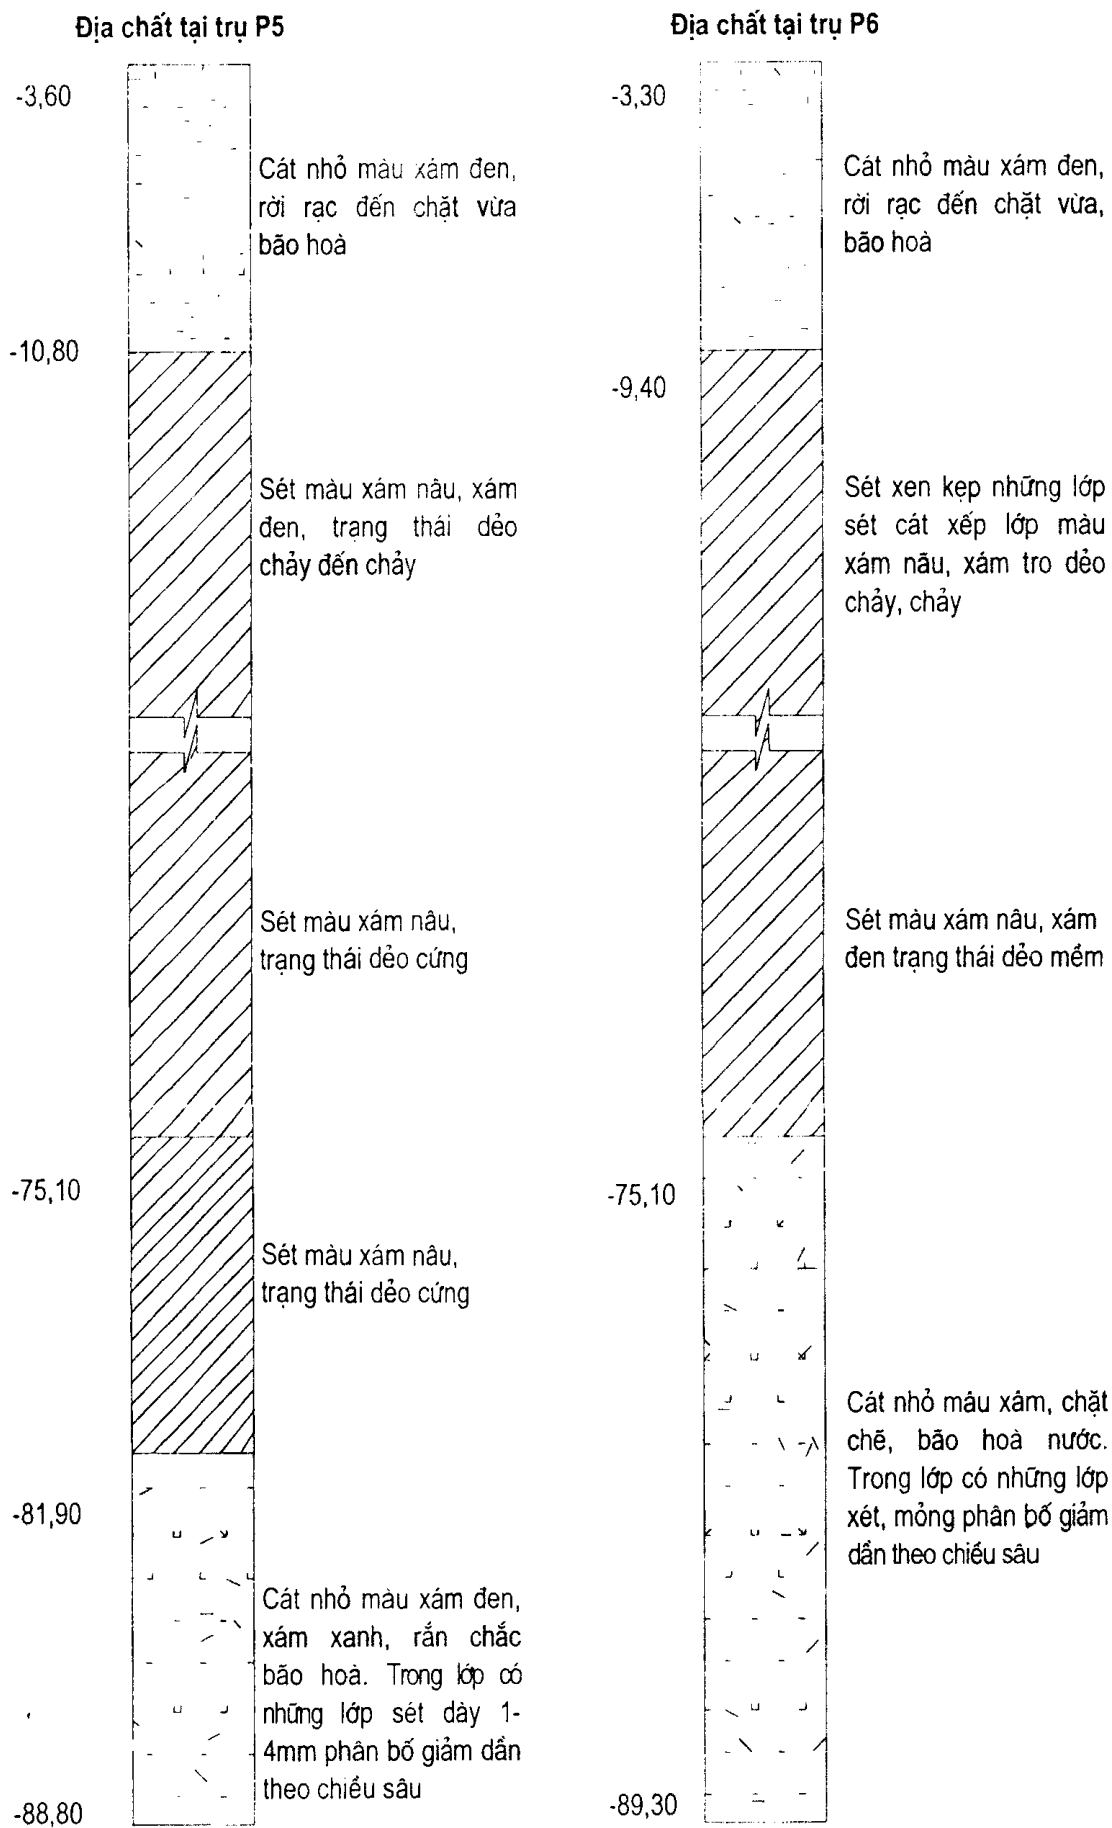 Địa chất tại trụ P5
-3,60
Cát nhỏ màu xám đen,
rời rạc đến chặt vừa
bão hoà
-10,80
Sét màu xám nâu, xám
đen, trạng thái dẻo
chảy đến chảy
Sét màu xám nâu,
trạng thái dẻo cứng
-75,10
Sét màu xám nâu,
trạng thái dẻo cứng
-81,90
Cát nhỏ màu xám đen,
xám xanh, rắn chắc
bão hoà. Trong lớp có
những lớp sét dày 1-
4mm phân bố giảm dần
theo chiều sâu
-88,80
Địa chất tại trụ P6
-3,30
Cát nhỏ màu xám đen,
rời rạc đến chặt vừa,
bão hoà
-9,40
Sét xen kẹp những lớp
sét cát xếp lớp màu
xám nâu, xám tro dẻo
chảy, chảy
Sét màu xám nâu, xám
đen trạng thái dẻo mềm
-75,10
Cát nhỏ mâu xám, chặt
chẽ, bão hoà nước.
Trong lớp có những lớp
xét, mỏng phân bố giảm
dần theo chiều sâu
-89,30